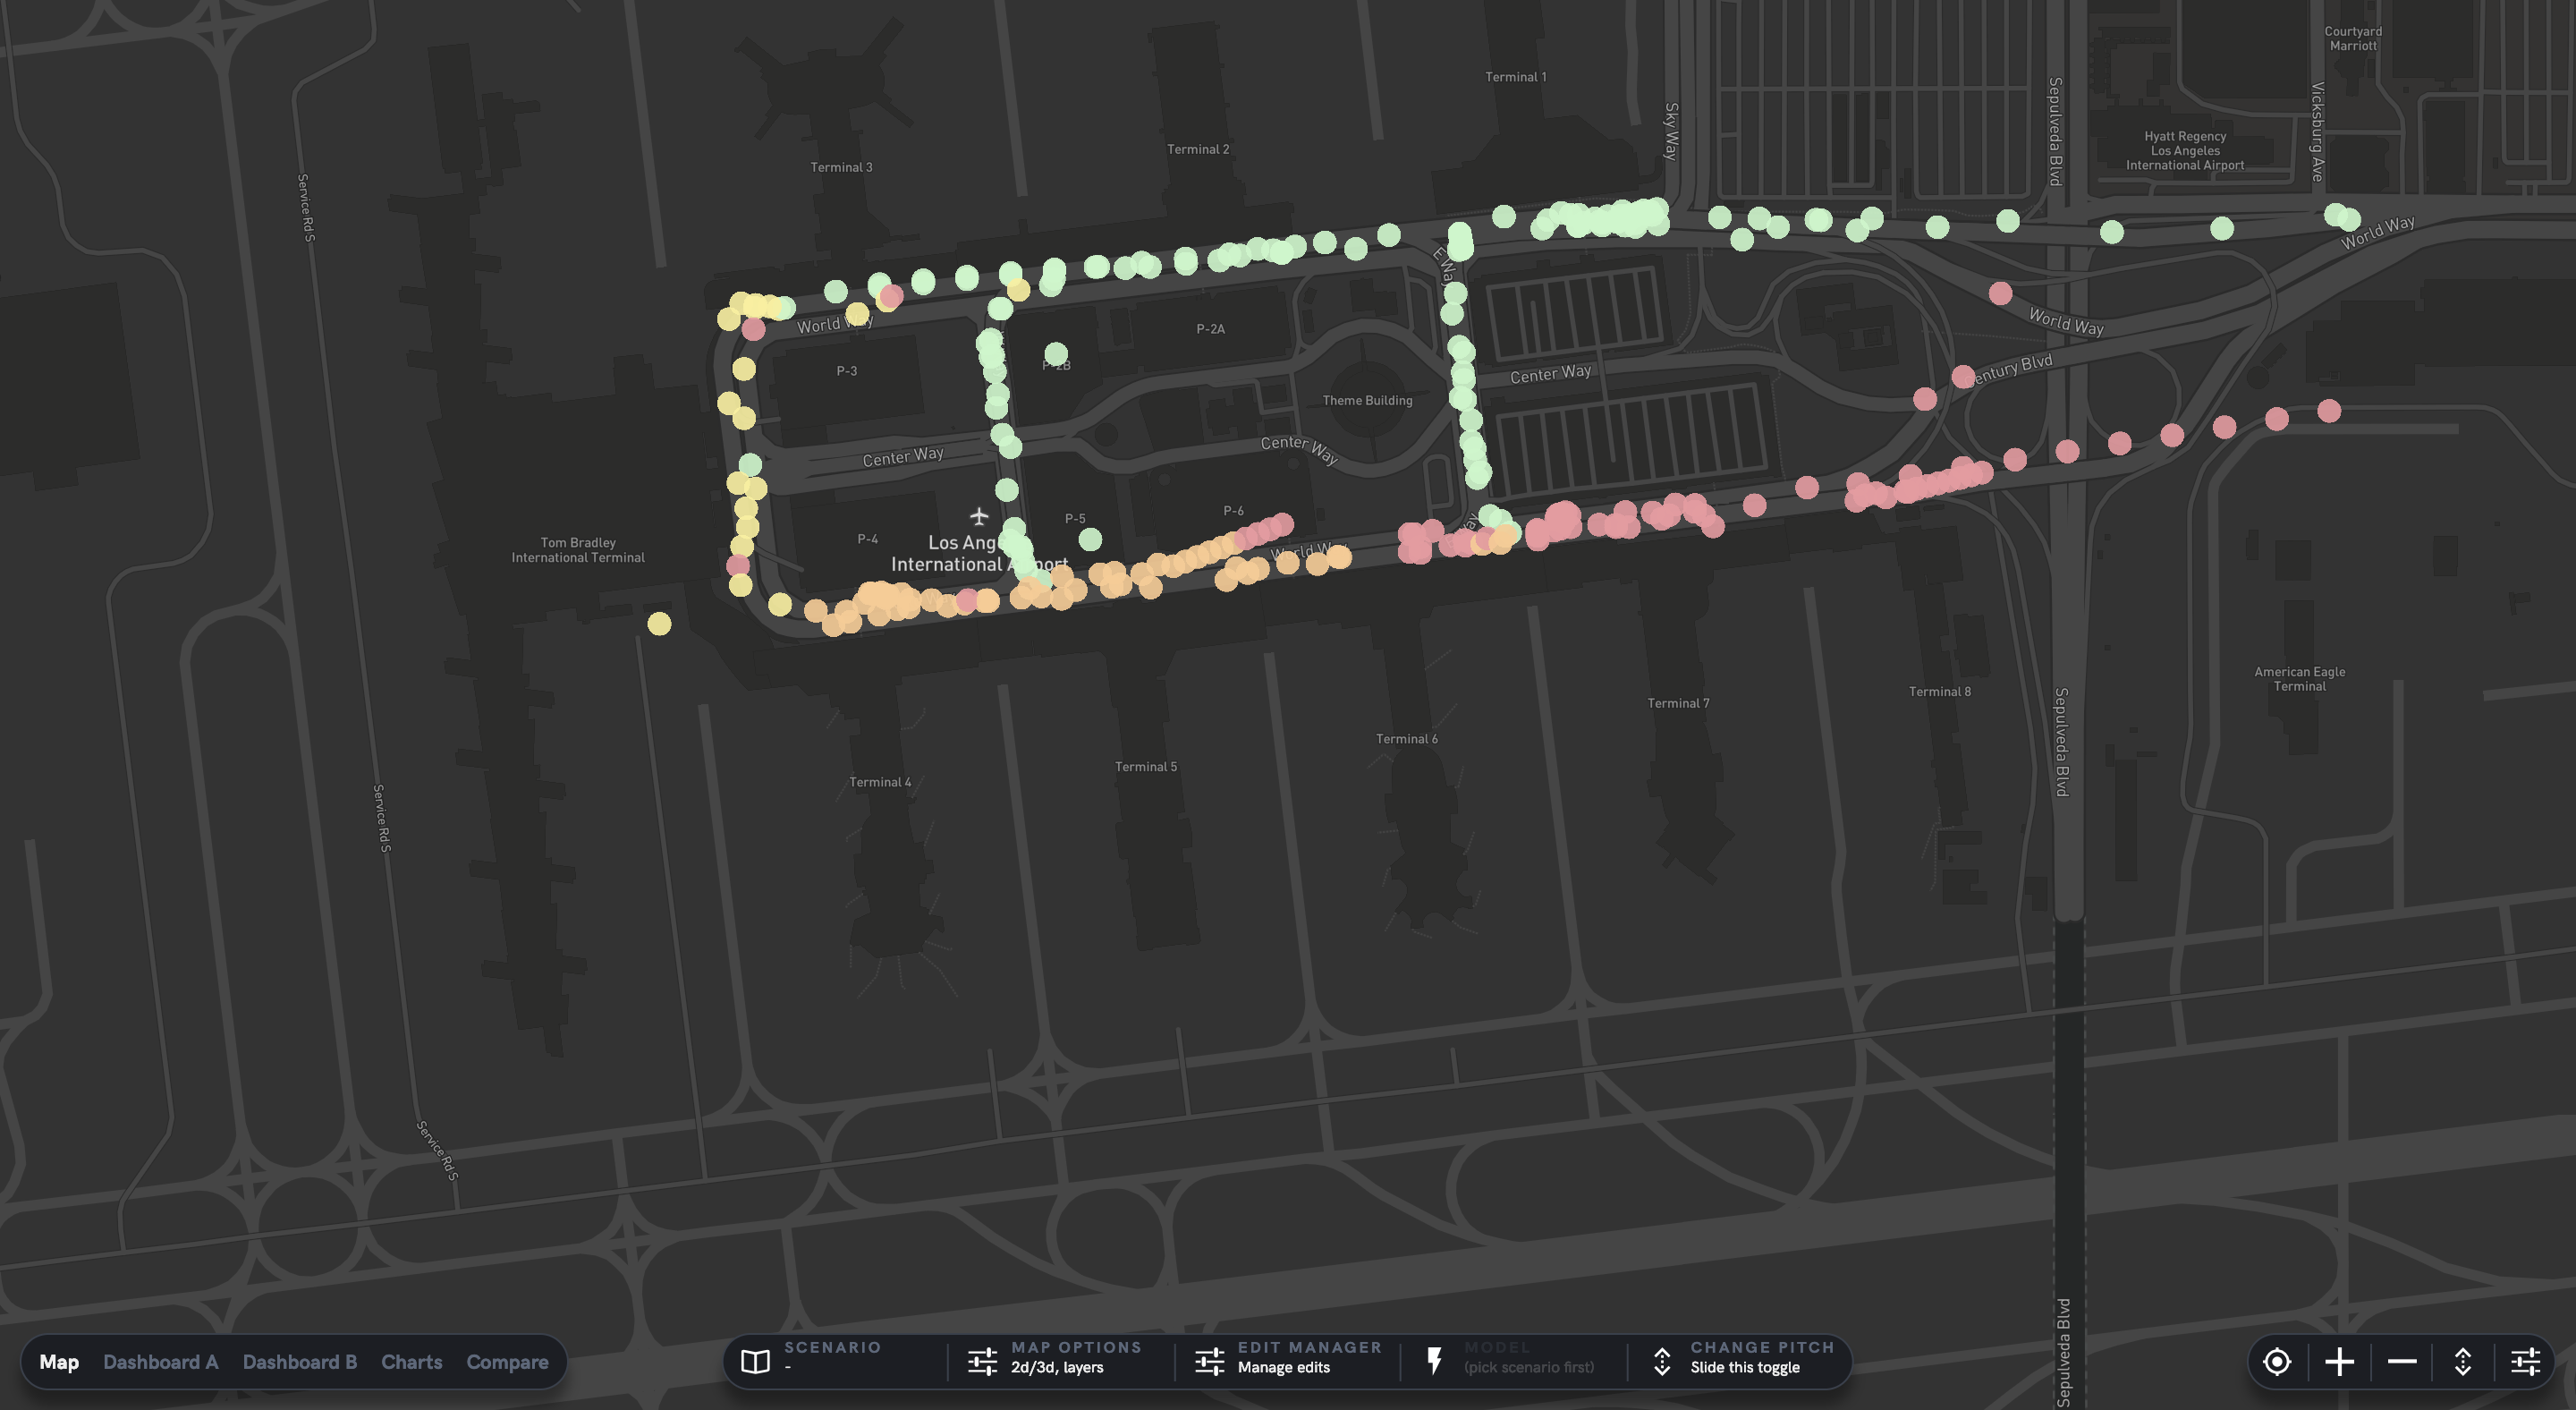 Courtyard
Marriott
Terminal 1
Sky Way
Sepulveda Blvd
Vicksburg Ave
Hyatt Regency
Los Angeles
International Airport
Terminal 2
Terminal 3
Service Rd S
World Way
E Way
World Way
World Way
P-2A
P-3
P-2B
Center Way
Century Blvd
Theme Building
Center Way
Center Way
P-4
P-5
P-6
World Way
Tom Bradley
International Terminal
Los Ang
International Airport
Terminal 4
Terminal 5
Terminal 6
Terminal 7
Terminal 8
American Eagle
Terminal
Sepulveda Blvd
Service Rd S
Service Rd S
Sepulveda Blvd
Map
Dashboard A
Dashboard B
Charts
Compare
SCENARIO
-
MAP OPTIONS
2d/3d, layers
EDIT MANAGER
Manage edits
MODEL
(pick scenario first)
CHANGE PITCH
Slide this toggle